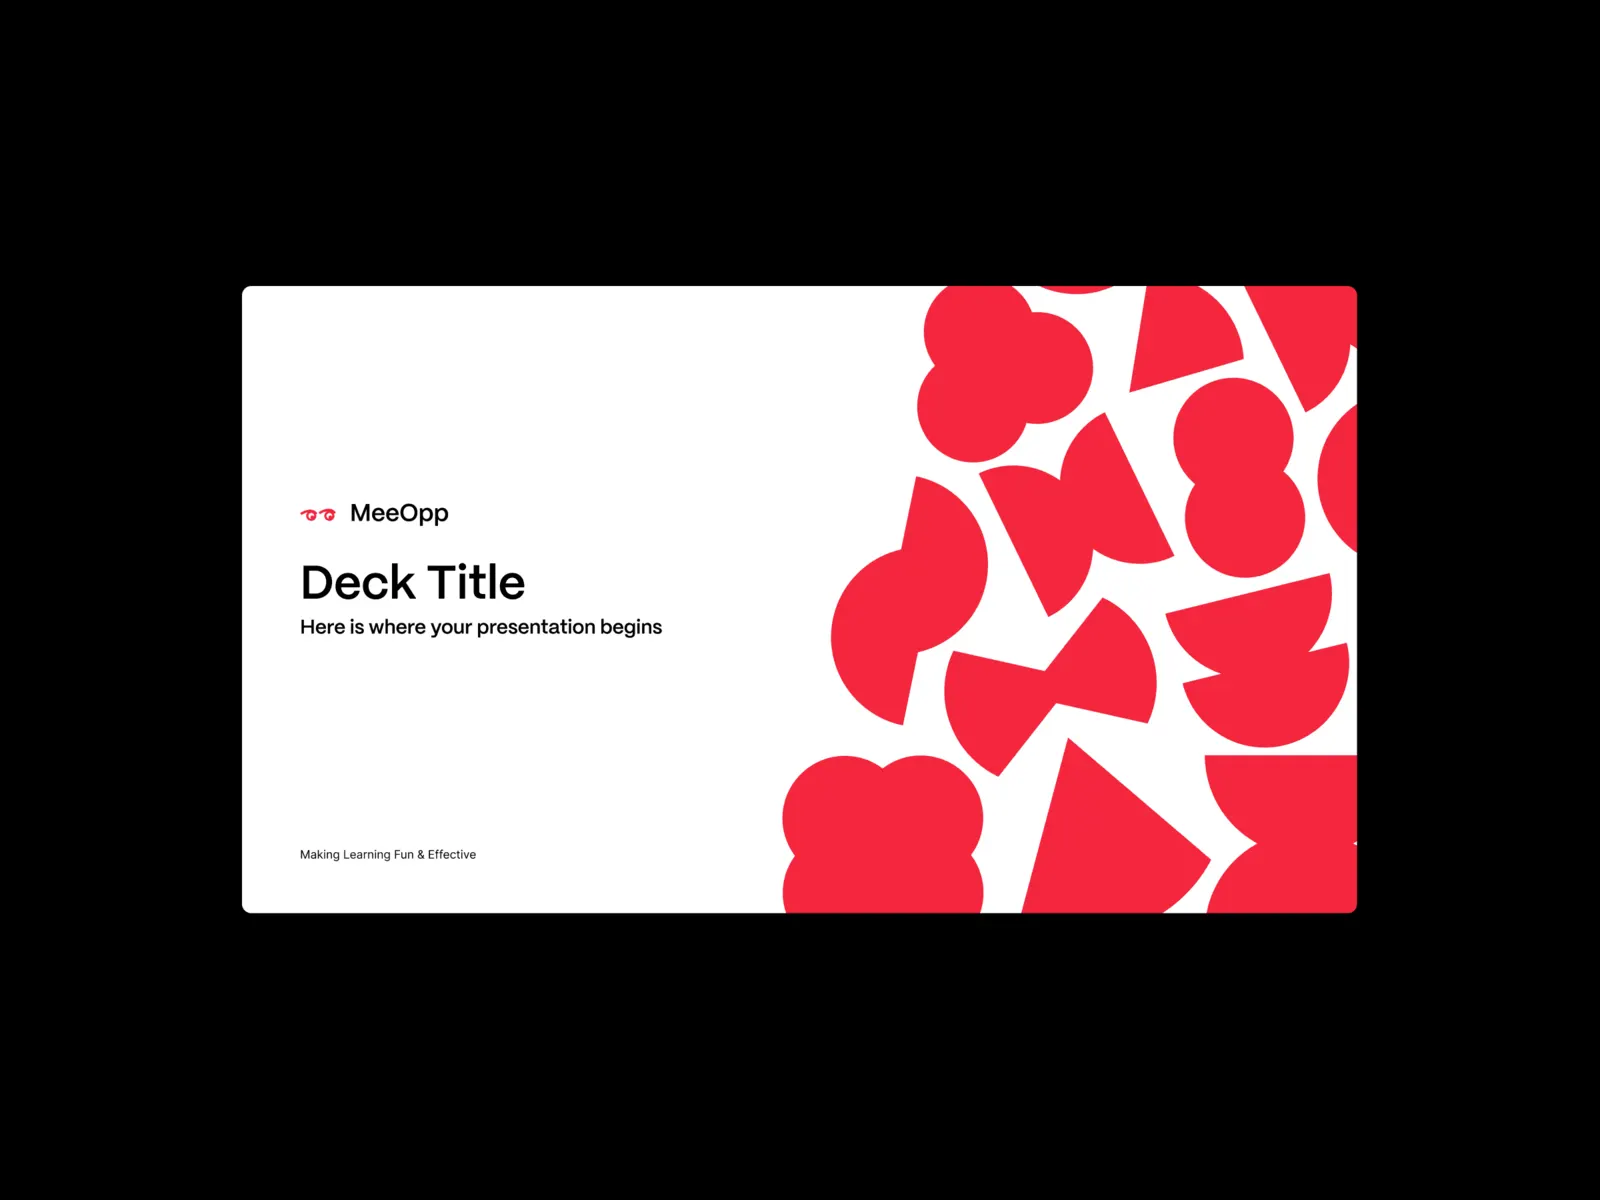 MeeOpp
Deck Title
Here is where your presentation begins
Making Learning Fun & Effective